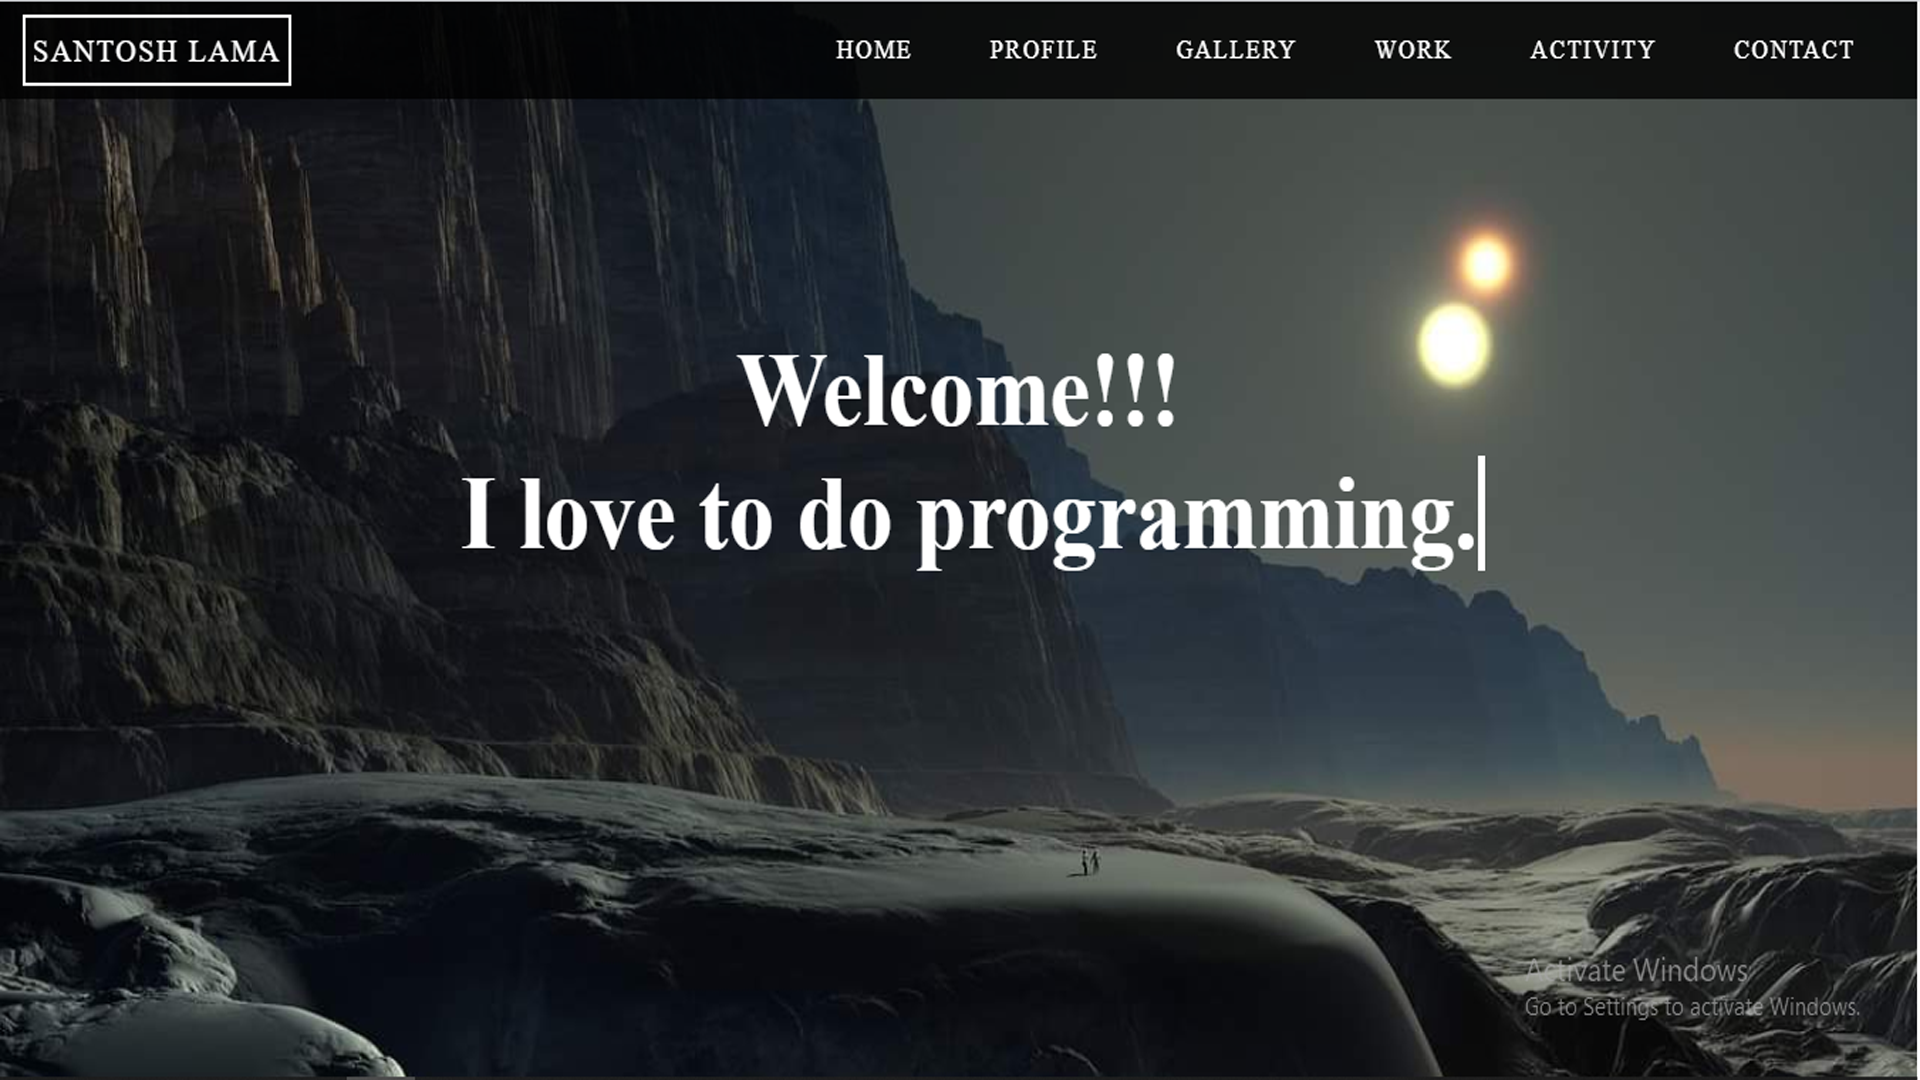 SANTOSH LAMA
HOME PROFILE GALLERY WORK ACTIVITY CONTACT
Welcome!!!
I love to do programming.
Activate Windows
Go to Settings to activate Windows.